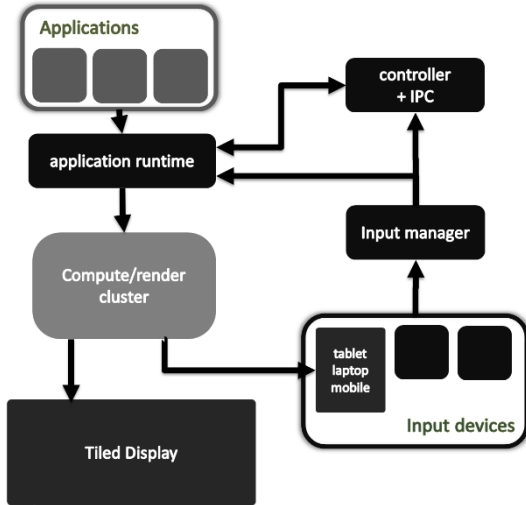 Applications
controller
+ IPC
application runtime
Input manager
Compute/render
cluster
tablet
laptop
mobile
Input devices
Tiled Display